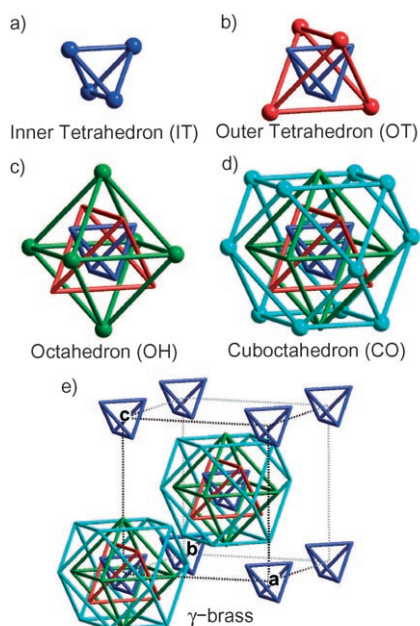 a)
b)
Inner Tetrahedron (IT)
Outer Tetrahedron (OT)
c)
d)
Octahedron (OH)
Cuboctahedron (CO)
e)
c
b
a
γ-brass